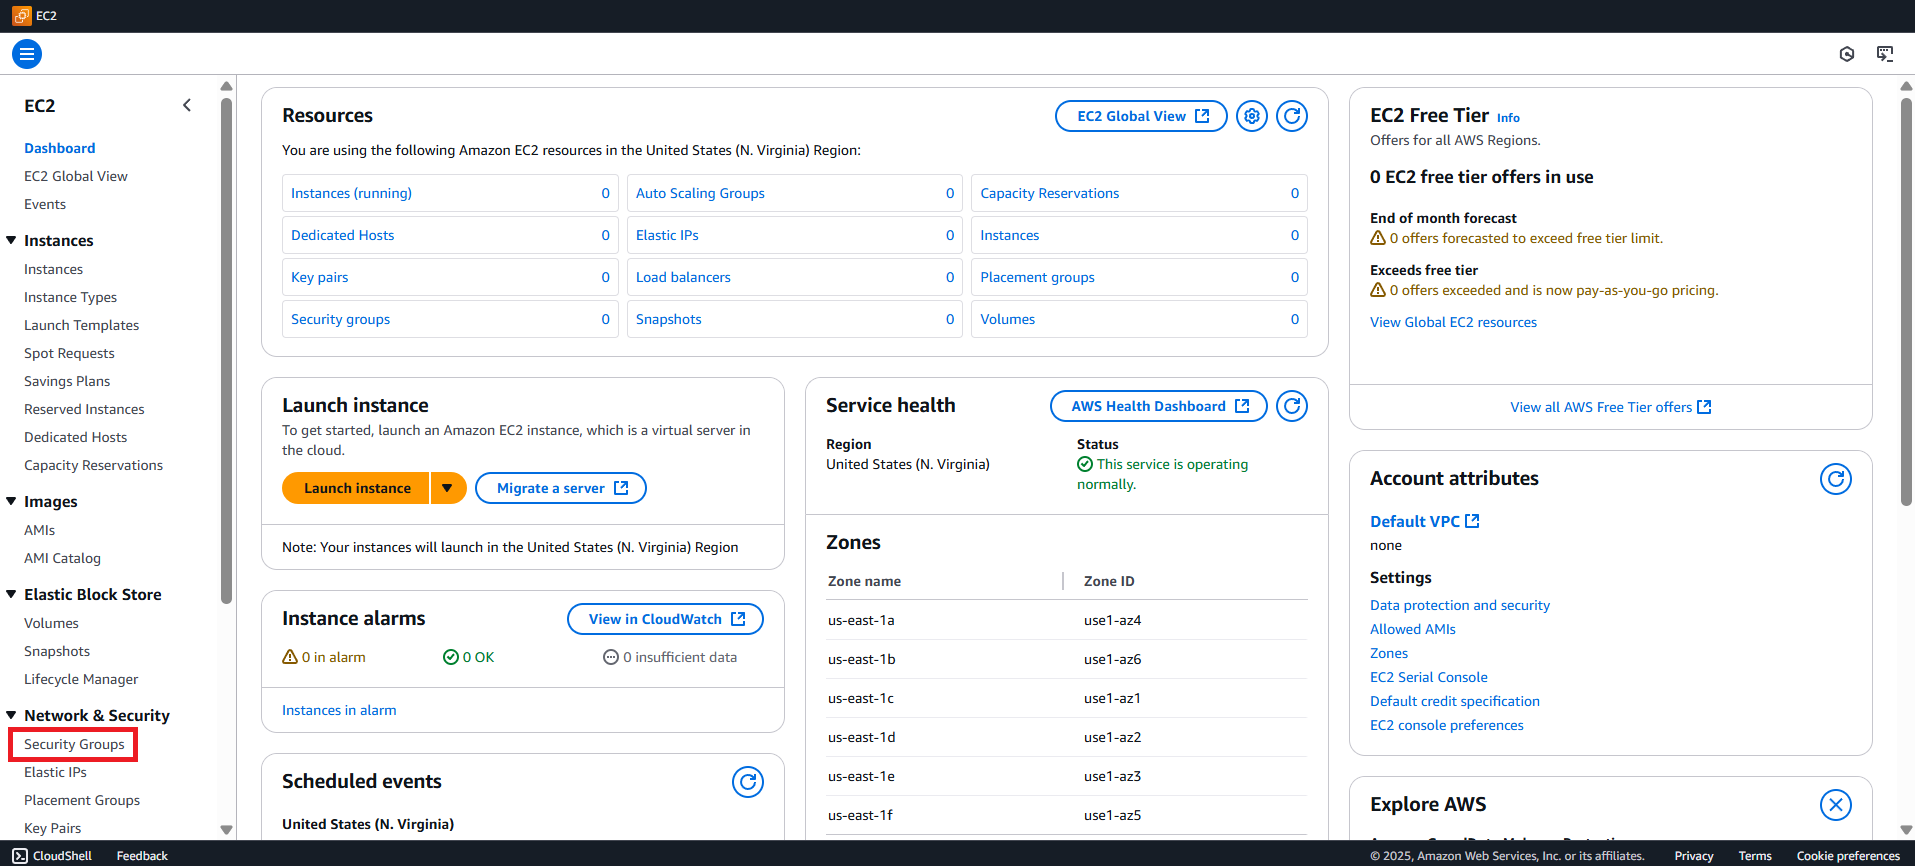 EC2
EC2
Dashboard
EC2 Global View
Events
Instances
Instances
Instance Types
Launch Templates
Spot Requests
Savings Plans
Reserved Instances
Dedicated Hosts
Capacity Reservations
Images
AMIs
AMI Catalog
Elastic Block Store
Volumes
Snapshots
Lifecycle Manager
Network & Security
Security Groups
Elastic IPs
Placement Groups
Key Pairs
Resources
EC2 Global View
You are using the following Amazon EC2 resources in the United States (N. Virginia) Region:
Instances (running) 0
Auto Scaling Groups 0
Capacity Reservations 0
Dedicated Hosts 0
Elastic IPs 0
Instances 0
Key pairs 0
Load balancers 0
Placement groups 0
Security groups 0
Snapshots 0
Volumes 0
Launch instance
To get started, launch an Amazon EC2 instance, which is a virtual server in
the cloud.
Launch instance
Migrate a server
Note: Your instances will launch in the United States (N. Virginia) Region
Instance alarms
View in CloudWatch
0 in alarm
0 OK
0 insufficient data
Instances in alarm
Scheduled events
United States (N. Virginia)
Service health
AWS Health Dashboard
Region
United States (N. Virginia)
Status
This service is operating
normally.
Zones
Zone name Zone ID
us-east-1a use1-az4
us-east-1b use1-az6
us-east-1c use1-az1
us-east-1d use1-az2
us-east-1e use1-az3
us-east-1f use1-az5
EC2 Free Tier Info
Offers for all AWS Regions.
0 EC2 free tier offers in use
End of month forecast
0 offers forecasted to exceed free tier limit.
Exceeds free tier
0 offers exceeded and is now pay-as-you-go pricing.
View Global EC2 resources
View all AWS Free Tier offers
Account attributes
Default VPC
none
Settings
Data protection and security
Allowed AMIs
Zones
EC2 Serial Console
Default credit specification
EC2 console preferences
Explore AWS
CloudShell
Feedback
© 2025, Amazon Web Services, Inc. or its affiliates.
Privacy
Terms
Cookie preferences